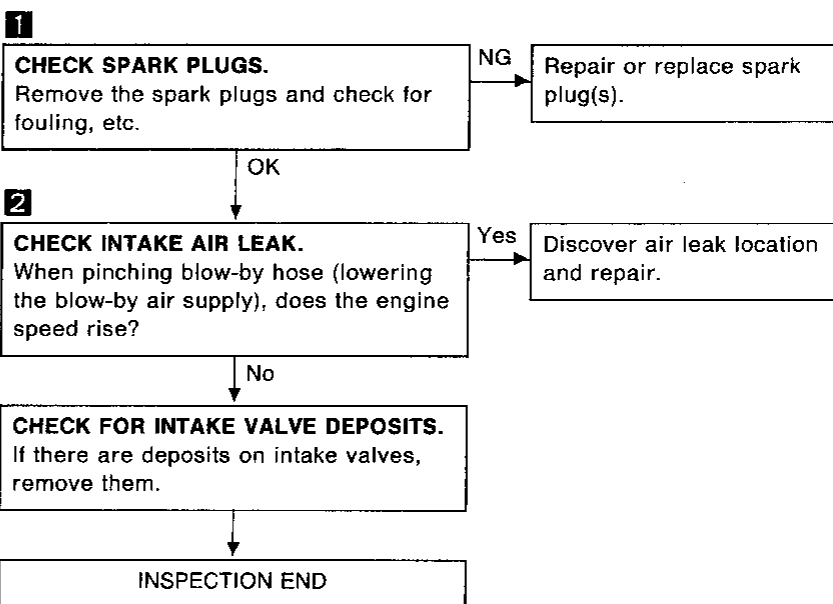 1
CHECK SPARK PLUGS.
Remove the spark plugs and check for
fouling, etc.
NG
Repair or replace spark
plug(s).
OK
2
CHECK INTAKE AIR LEAK.
When pinching blow-by hose (lowering
the blow-by air supply), does the engine
speed rise?
Yes
Discover air leak location
and repair.
No
CHECK FOR INTAKE VALVE DEPOSITS.
If there are deposits on intake valves,
remove them.
INSPECTION END